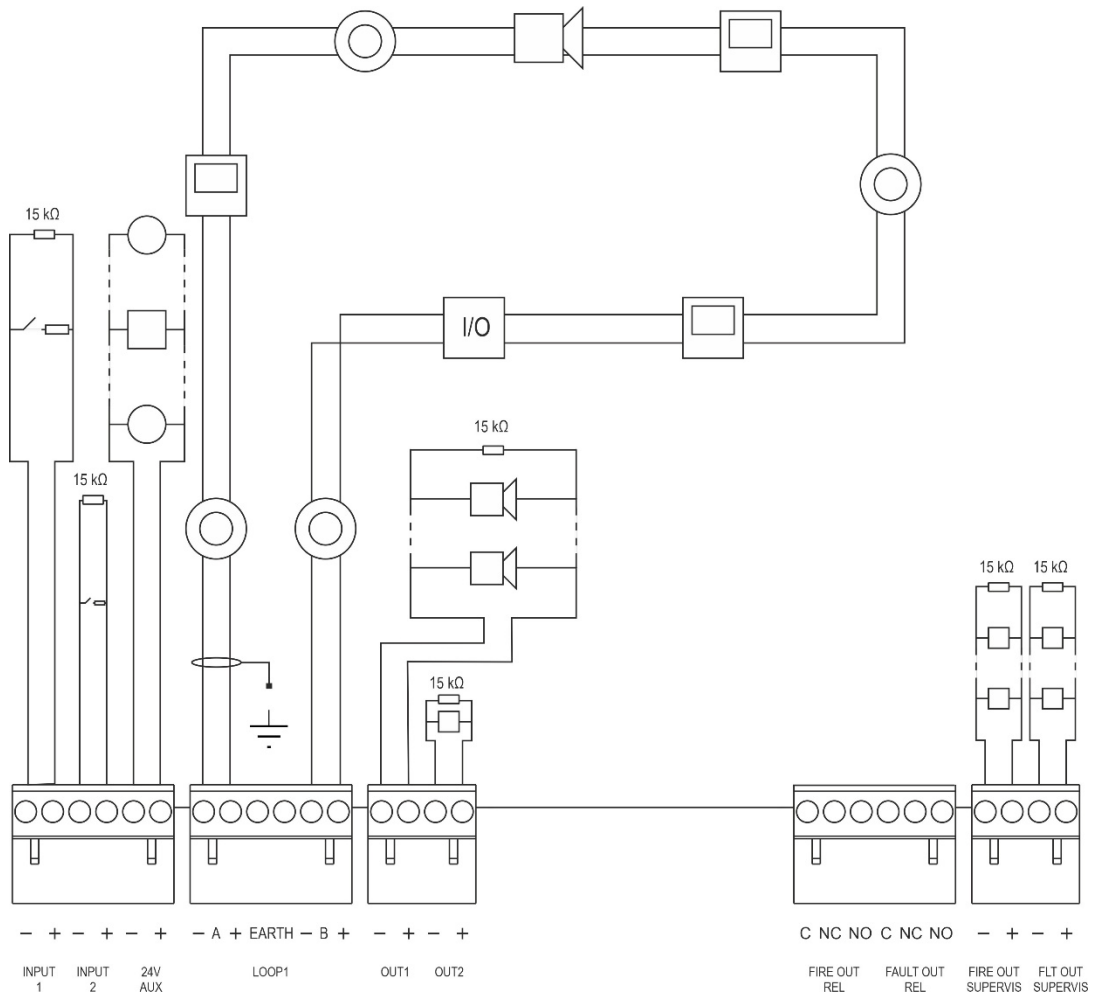 15 kΩ
I/O
15 kΩ
15 kΩ
15 kΩ
15 kΩ
15 kΩ
− + − + − + − A + EARTH − B + − + − + C NC NO C NC NO − + − +
INPUT 1
INPUT 2
24V AUX
LOOP1
OUT1
OUT2
FIRE OUT REL
FAULT OUT REL
FIRE OUT SUPERVIS
FLT OUT SUPERVIS